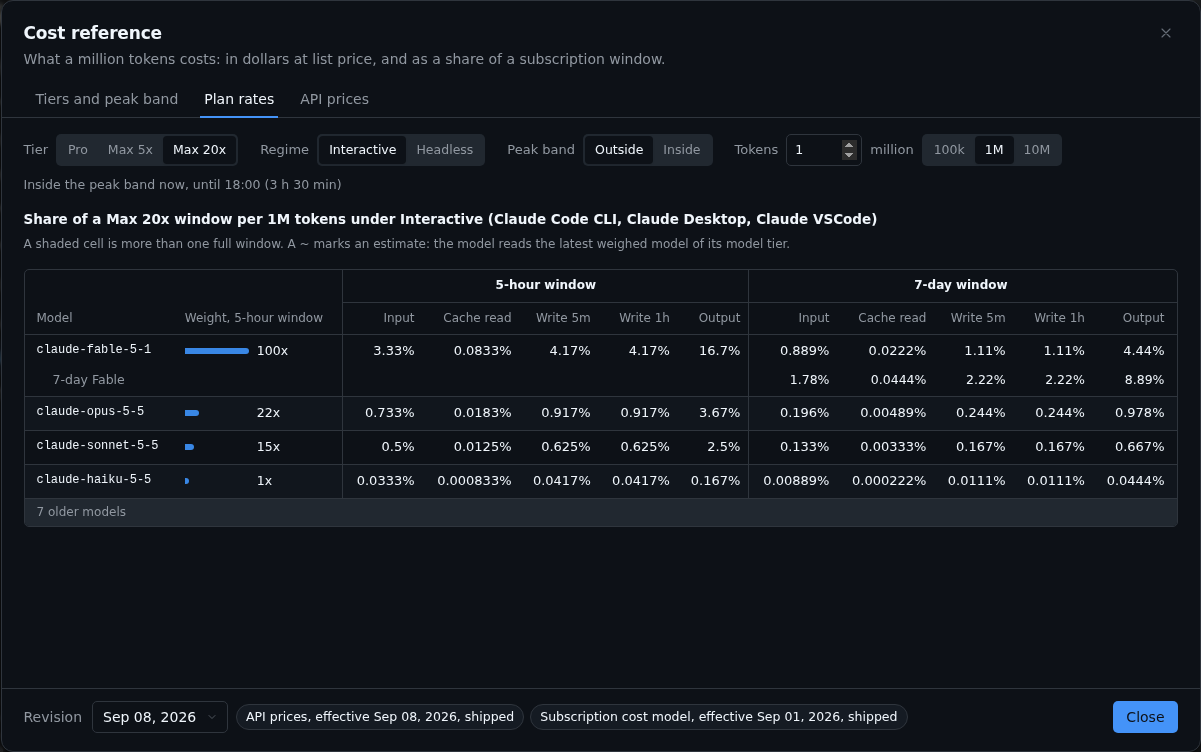 Cost reference
What a million tokens costs: in dollars at list price, and as a share of a subscription window.
Tiers and peak band Plan rates API prices
Tier Pro Max 5x Max 20x Regime Interactive Headless Peak band Outside Inside Tokens 1 million 100k 1M 10M
Inside the peak band now, until 18:00 (3 h 30 min)
Share of a Max 20x window per 1M tokens under Interactive (Claude Code CLI, Claude Desktop, Claude VSCode)
A shaded cell is more than one full window. A ~ marks an estimate: the model reads the latest weighed model of its model tier.
5-hour window 7-day window
Model Weight, 5-hour window Input Cache read Write 5m Write 1h Output Input Cache read Write 5m Write 1h Output
claude-fable-5-1 100x 3.33% 0.0833% 4.17% 4.17% 16.7% 0.889% 0.0222% 1.11% 1.11% 4.44%
7-day Fable 1.78% 0.0444% 2.22% 2.22% 8.89%
claude-opus-5-5 22x 0.733% 0.0183% 0.917% 0.917% 3.67% 0.196% 0.00489% 0.244% 0.244% 0.978%
claude-sonnet-5-5 15x 0.5% 0.0125% 0.625% 0.625% 2.5% 0.133% 0.00333% 0.167% 0.167% 0.667%
claude-haiku-5-5 1x 0.0333% 0.000833% 0.0417% 0.0417% 0.167% 0.00889% 0.000222% 0.0111% 0.0111% 0.0444%
7 older models
Revision Sep 08, 2026 API prices, effective Sep 08, 2026, shipped Subscription cost model, effective Sep 01, 2026, shipped Close